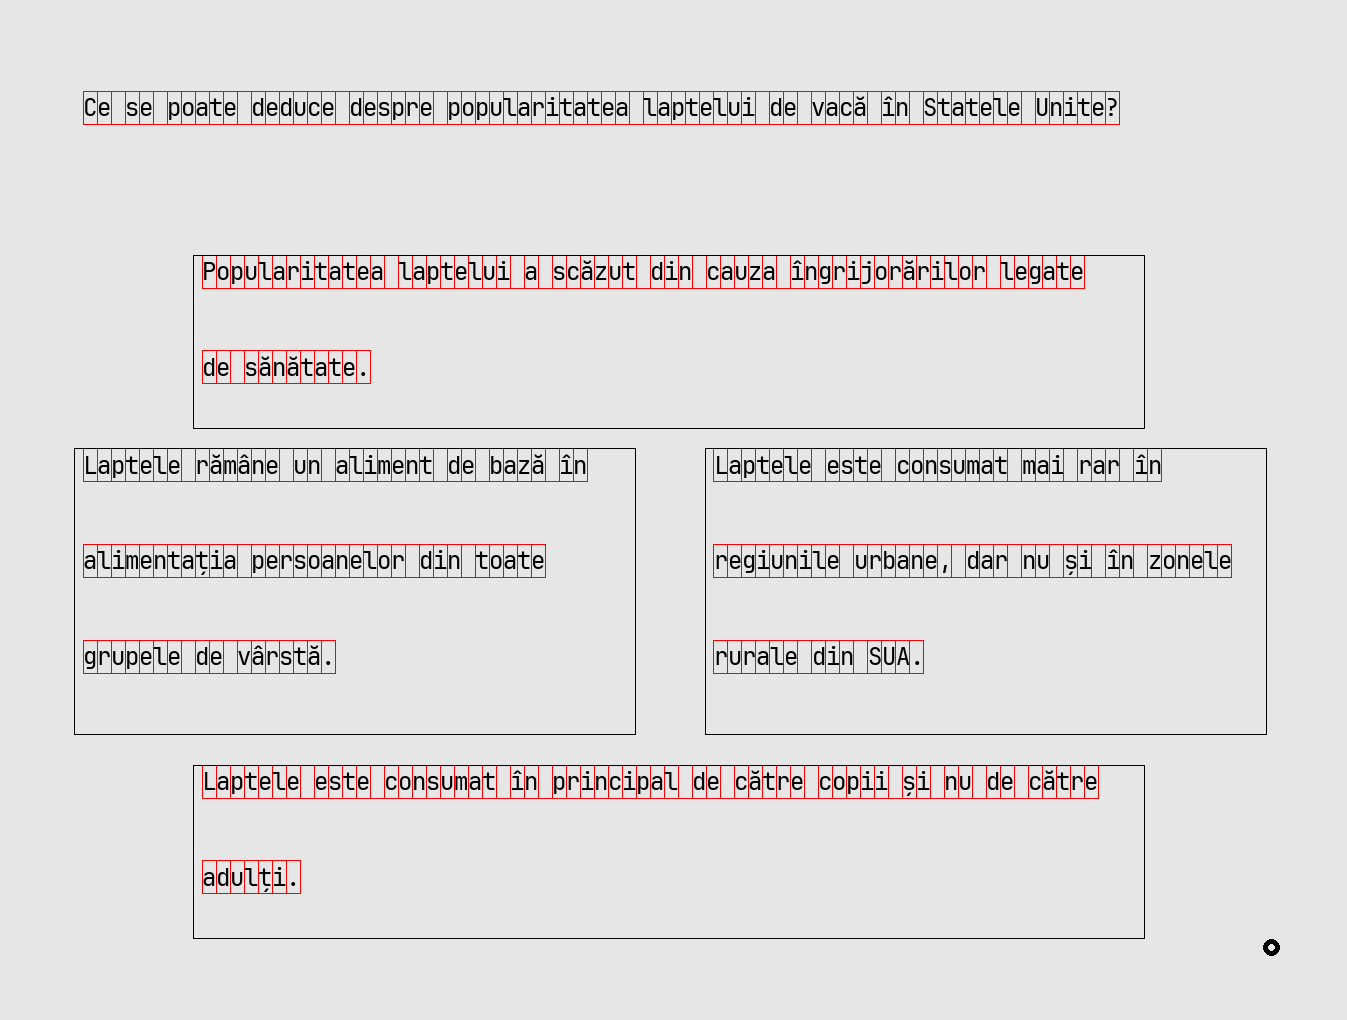 Ce se poate deduce despre popularitatea laptelui de vacă în Statele Unite?
Popularitatea laptelui a scăzut din cauza îngrijorărilor legate
de sănătate.
Laptele rămâne un aliment de bază în
alimentația persoanelor din toate
grupele de vârstă.
Laptele este consumat mai rar în
regiunile urbane, dar nu și în zonele
rurale din SUA.
Laptele este consumat în principal de către copii și nu de către
adulți.